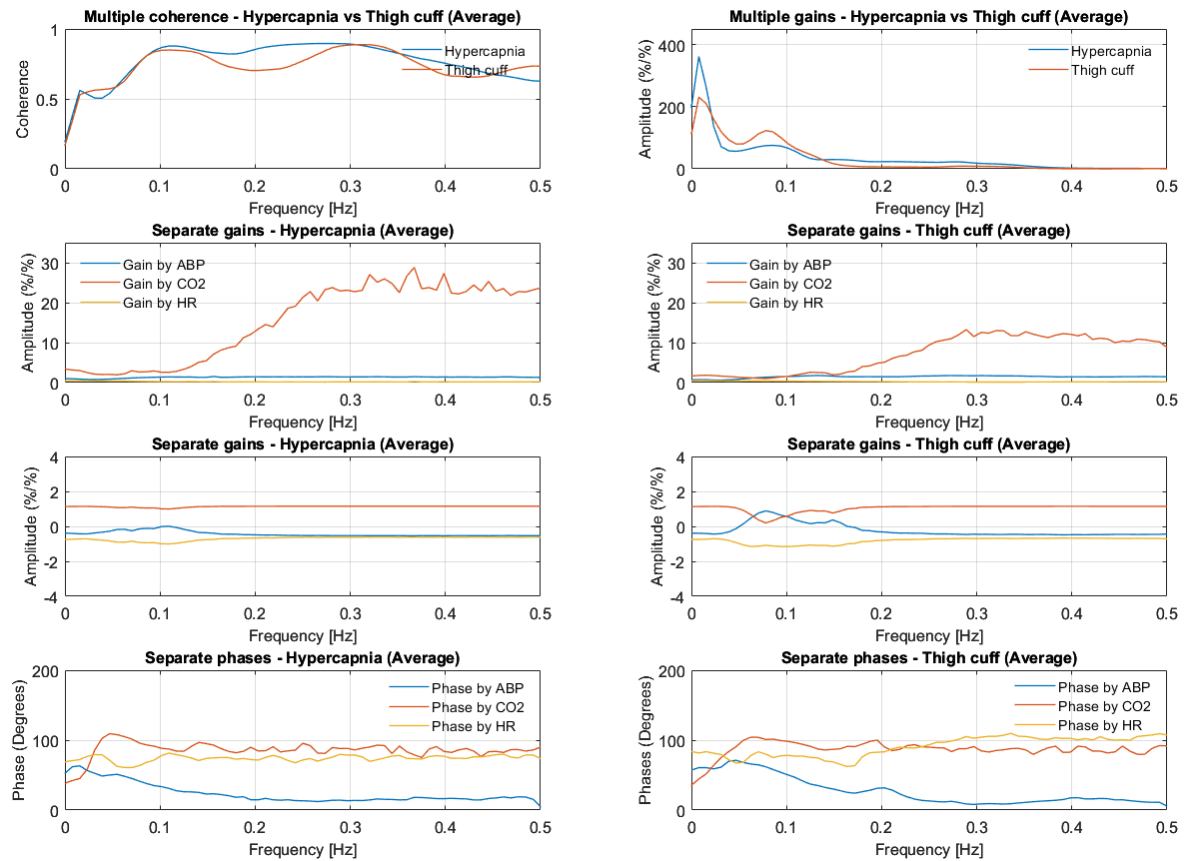 Multiple coherence - Hypercapnia vs Thigh cuff (Average)
Coherence
1
0.5
0
Hypercapnia
Thigh cuff
0 0.1 0.2 0.3 0.4 0.5
Frequency [Hz]
Multiple gains - Hypercapnia vs Thigh cuff (Average)
Amplitude (%/%)
400
200
0
Hypercapnia
Thigh cuff
0 0.1 0.2 0.3 0.4 0.5
Frequency [Hz]
Separate gains - Hypercapnia (Average)
Amplitude (%/%)
30
20
10
0
Gain by ABP
Gain by CO2
Gain by HR
0 0.1 0.2 0.3 0.4 0.5
Frequency [Hz]
Separate gains - Thigh cuff (Average)
Amplitude (%/%)
30
20
10
0
Gain by ABP
Gain by CO2
Gain by HR
0 0.1 0.2 0.3 0.4 0.5
Frequency [Hz]
Separate gains - Hypercapnia (Average)
Amplitude (%/%)
4
2
0
-2
-4
0 0.1 0.2 0.3 0.4 0.5
Frequency [Hz]
Separate gains - Thigh cuff (Average)
Amplitude (%/%)
4
2
0
-2
-4
0 0.1 0.2 0.3 0.4 0.5
Frequency [Hz]
Separate phases - Hypercapnia (Average)
Phase (Degrees)
200
100
0
Phase by ABP
Phase by CO2
Phase by HR
0 0.1 0.2 0.3 0.4 0.5
Frequency [Hz]
Separate phases - Thigh cuff (Average)
Phases (Degrees)
200
100
0
Phase by ABP
Phase by CO2
Phase by HR
0 0.1 0.2 0.3 0.4 0.5
Frequency [Hz]